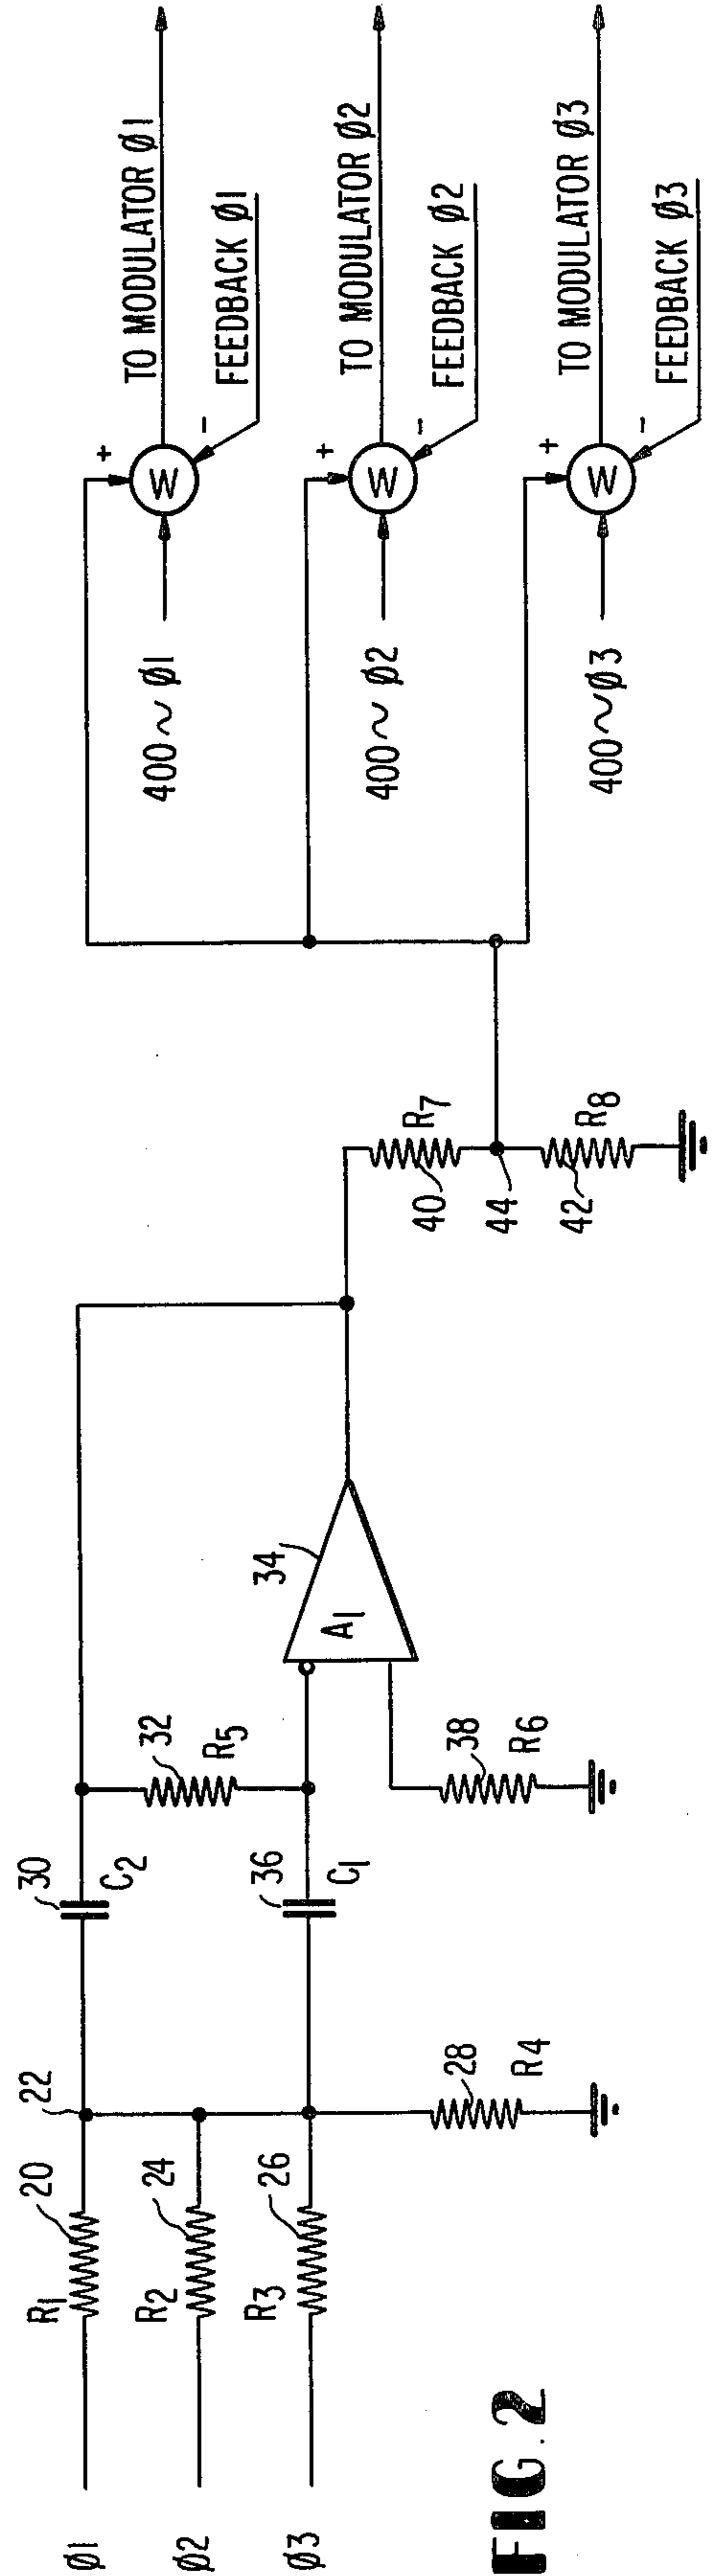 Ø1
Ø2
Ø3
R1
20
22
R2
24
R3
26
28
R4
30
C2
36
C1
32
R5
34
A1
38
R6
40
R7
44
42
R8
400~Ø1
W
+
-
TO MODULATOR Ø1
FEEDBACK Ø1
400~Ø2
W
+
-
TO MODULATOR Ø2
FEEDBACK Ø2
400~Ø3
W
+
-
TO MODULATOR Ø3
FEEDBACK Ø3
FIG.2